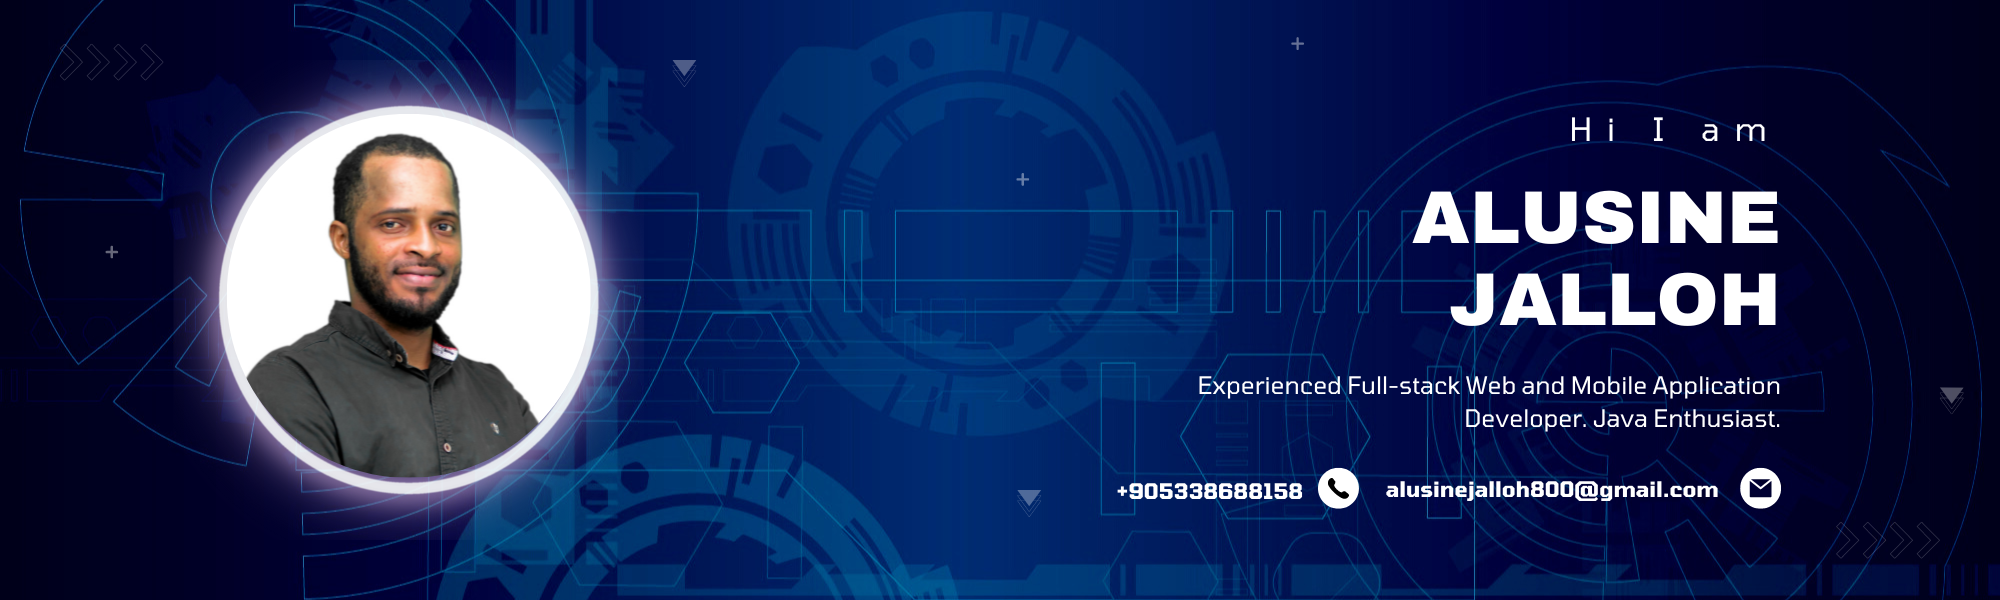 Hi I am
ALUSINE
JALLOH
Experienced Full-stack Web and Mobile Application
Developer. Java Enthusiast.
+905338688158 alusinejalloh800@gmail.com